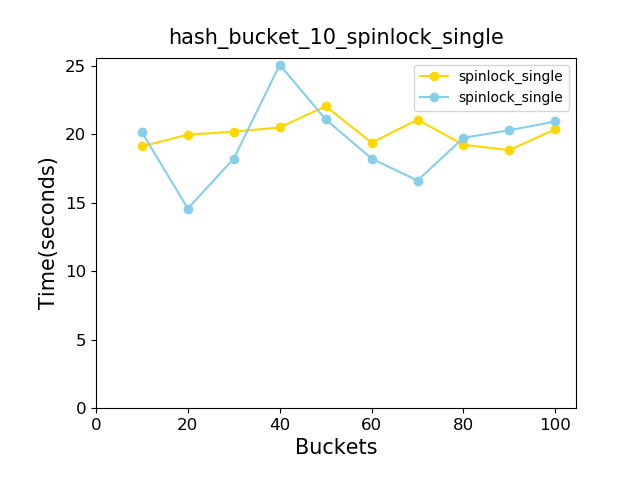 hash_bucket_10_spinlock_single
spinlock_single
spinlock_single
Time(seconds)
25
20
15
10
5
0
0 20 40 60 80 100
Buckets